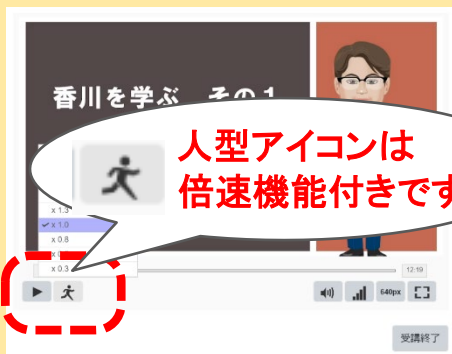 香川を学ぶ その１
人型アイコンは
倍速機能付きです
x 1.3
✔ x 1.0
x 0.8
x 0.3
12:19
640px
受講終了